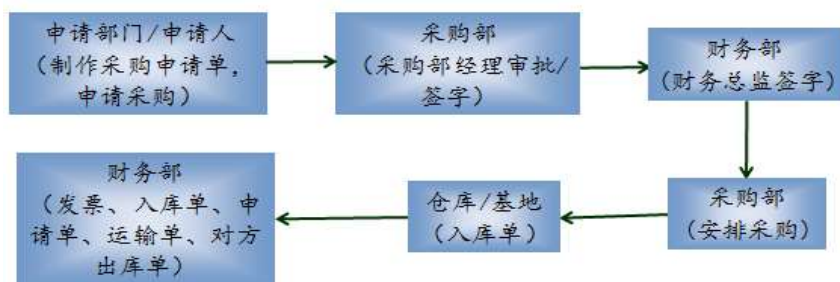 申请部门/申请人
（制作采购申请单，
申请采购）
采购部
（采购部经理审批/
签字）
财务部
（财务总监签字）
采购部
（安排采购）
仓库/基地
（入库单）
财务部
（发票、入库单、申
请单、运输单、对方
出库单）